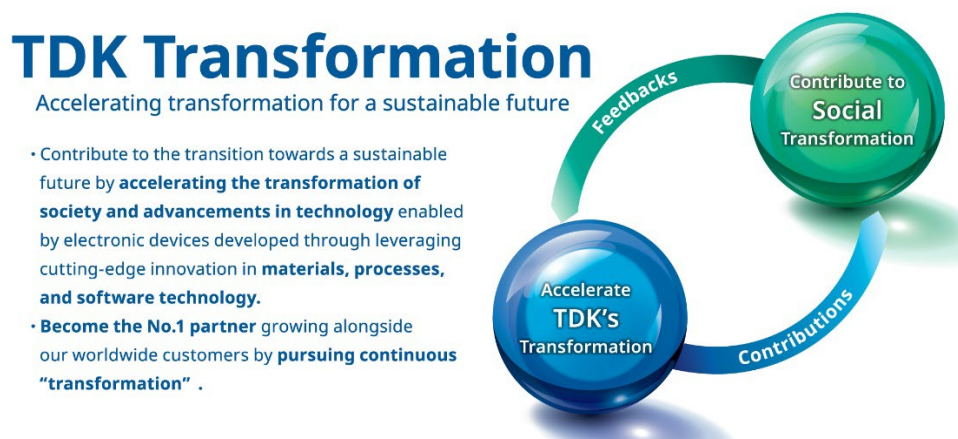 TDK Transformation
Accelerating transformation for a sustainable future
・Contribute to the transition towards a sustainable
future by accelerating the transformation of
society and advancements in technology enabled
by electronic devices developed through leveraging
cutting-edge innovation in materials, processes,
and software technology.
・Become the No.1 partner growing alongside
our worldwide customers by pursuing continuous
“transformation” .
Feedbacks
Contribute to
Social
Transformation
Accelerate
TDK’s
Transformation
Contributions